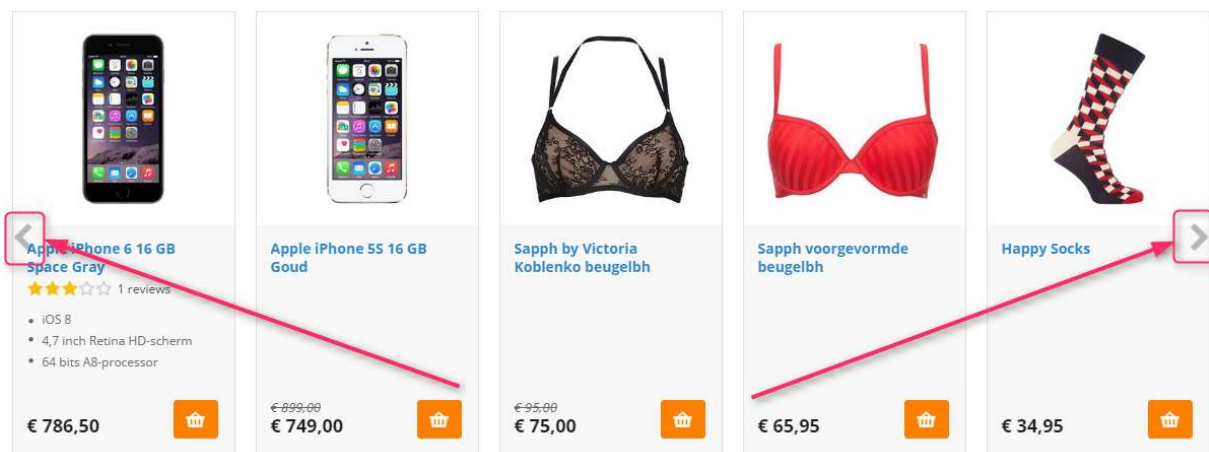 Apple iPhone 6 16 GB
Space Gray
1 reviews
iOS 8
4,7 inch Retina HD-scherm
64 bits A8-processor
€ 786,50
Apple iPhone 5S 16 GB
Goud
€ 899,00
€ 749,00
Sapph by Victoria
Koblenko beugelbh
€ 95,00
€ 75,00
Sapph voorgevormde
beugelbh
€ 65,95
Happy Socks
€ 34,95